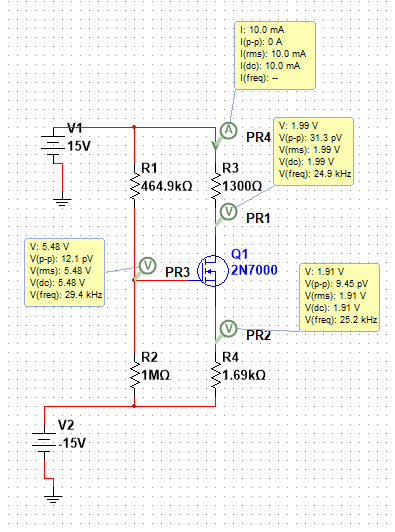 I: 10.0 mA
I(p-p): 0 A
I(rms): 10.0 mA
I(dc): 10.0 mA
I(freq): --
V1
15V
A
PR4
V: 1.99 V
V(p-p): 31.3 pV
V(rms): 1.99 V
V(dc): 1.99 V
V(freq): 24.9 kHz
R1
464.9kΩ
R3
1300Ω
V
PR1
V: 5.48 V
V(p-p): 12.1 pV
V(rms): 5.48 V
V(dc): 5.48 V
V(freq): 29.4 kHz
V
PR3
Q1
2N7000
V: 1.91 V
V(p-p): 9.45 pV
V(rms): 1.91 V
V(dc): 1.91 V
V(freq): 25.2 kHz
V
PR2
R2
1MΩ
R4
1.69kΩ
V2
-15V